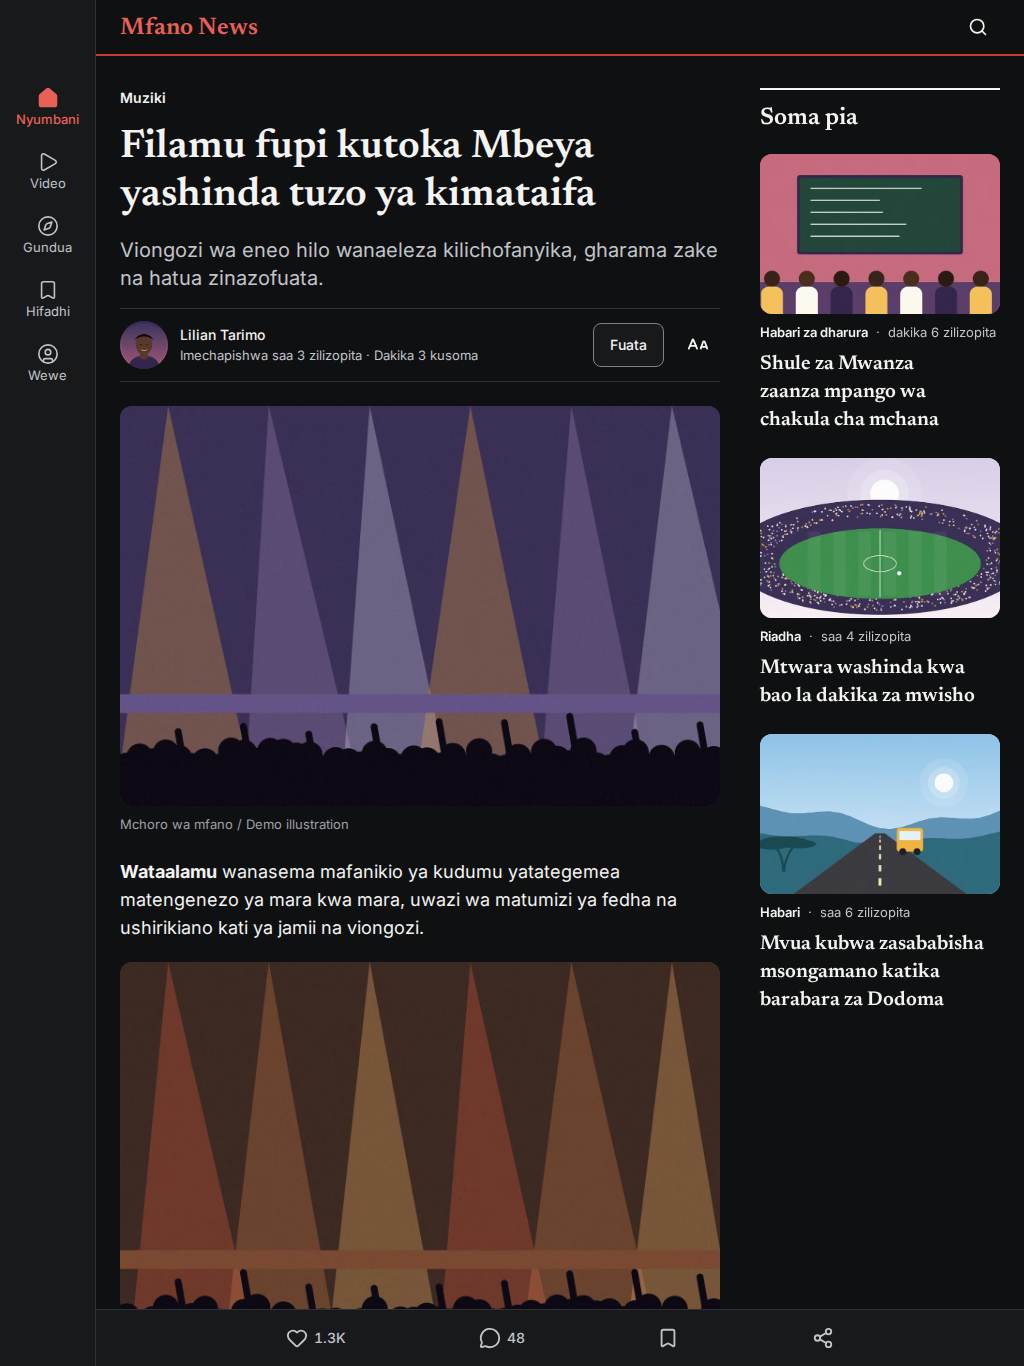 Mfano News
Nyumbani
Video
Gundua
Hifadhi
Wewe
Muziki
Filamu fupi kutoka Mbeya
yashinda tuzo ya kimataifa
Viongozi wa eneo hilo wanaeleza kilichofanyika, gharama zake
na hatua zinazofuata.
Lilian Tarimo
Imechapishwa saa 3 zilizopita · Dakika 3 kusoma
Fuata
AA
Mchoro wa mfano / Demo illustration
Wataalamu wanasema mafanikio ya kudumu yatategemea
matengenezo ya mara kwa mara, uwazi wa matumizi ya fedha na
ushirikiano kati ya jamii na viongozi.
Soma pia
Habari za dharura · dakika 6 zilizopita
Shule za Mwanza
zaanza mpango wa
chakula cha mchana
Riadha · saa 4 zilizopita
Mtwara washinda kwa
bao la dakika za mwisho
Habari · saa 6 zilizopita
Mvua kubwa zasababisha
msongamano katika
barabara za Dodoma
1.3K
48